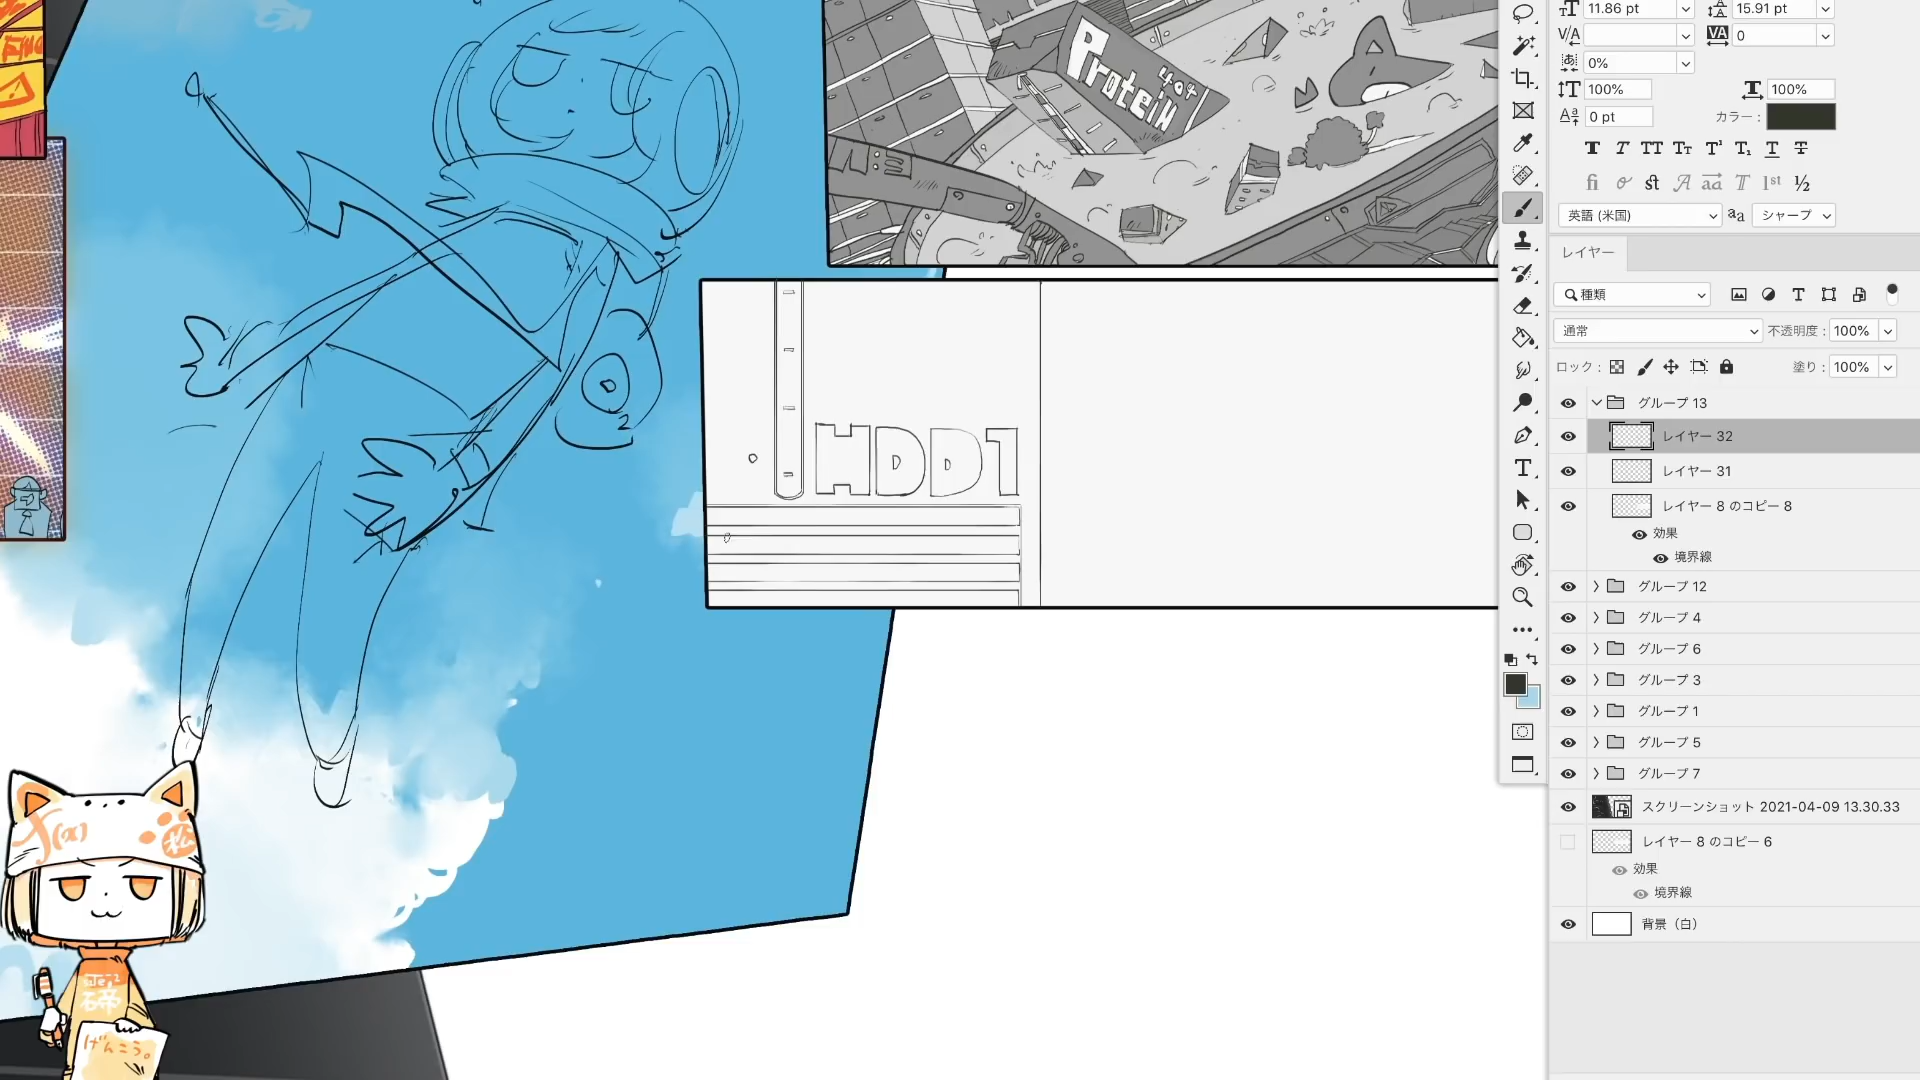 11.86 pt
15.91 pt
0
0%
100%
100%
0 pt
カラー :
英語 (米国)
シャープ
レイヤー
種類
通常
不透明度 : 100%
ロック :
塗り : 100%
グループ 13
レイヤー 32
レイヤー 31
レイヤー 8 のコピー 8
効果
境界線
グループ 12
グループ 4
グループ 6
グループ 3
グループ 1
グループ 5
グループ 7
スクリーンショット 2021-04-09 13.30.33
レイヤー 8 のコピー 6
効果
境界線
背景（白）
Protein
HDD1
f(x)
げんこう。